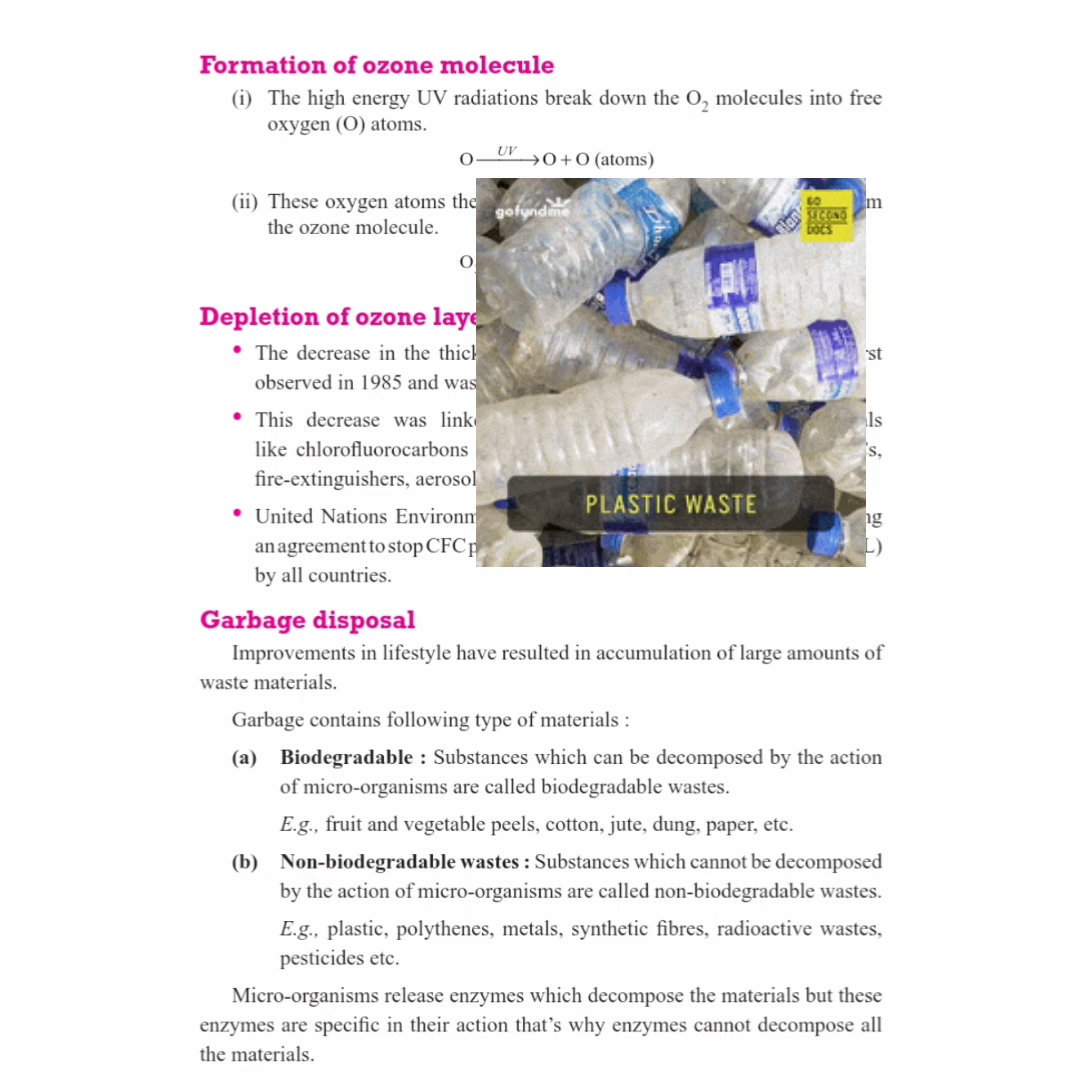 Formation of ozone molecule
(i) The high energy UV radiations break down the O₂ molecules into free
oxygen (O) atoms.
O —UV→ O + O (atoms)
(ii) These oxygen atoms the m
the ozone molecule.
O
Depletion of ozone laye
• The decrease in the thick rst
observed in 1985 and was
• This decrease was link ls
like chlorofluorocarbons 's,
fire-extinguishers, aerosol
• United Nations Environm ng
an agreement to stop CFC p L)
by all countries.
gofundme
60
SECOND
DOCS
PLASTIC WASTE
Garbage disposal
Improvements in lifestyle have resulted in accumulation of large amounts of
waste materials.
Garbage contains following type of materials :
(a) Biodegradable : Substances which can be decomposed by the action
of micro-organisms are called biodegradable wastes.
E.g., fruit and vegetable peels, cotton, jute, dung, paper, etc.
(b) Non-biodegradable wastes : Substances which cannot be decomposed
by the action of micro-organisms are called non-biodegradable wastes.
E.g., plastic, polythenes, metals, synthetic fibres, radioactive wastes,
pesticides etc.
Micro-organisms release enzymes which decompose the materials but these
enzymes are specific in their action that's why enzymes cannot decompose all
the materials.